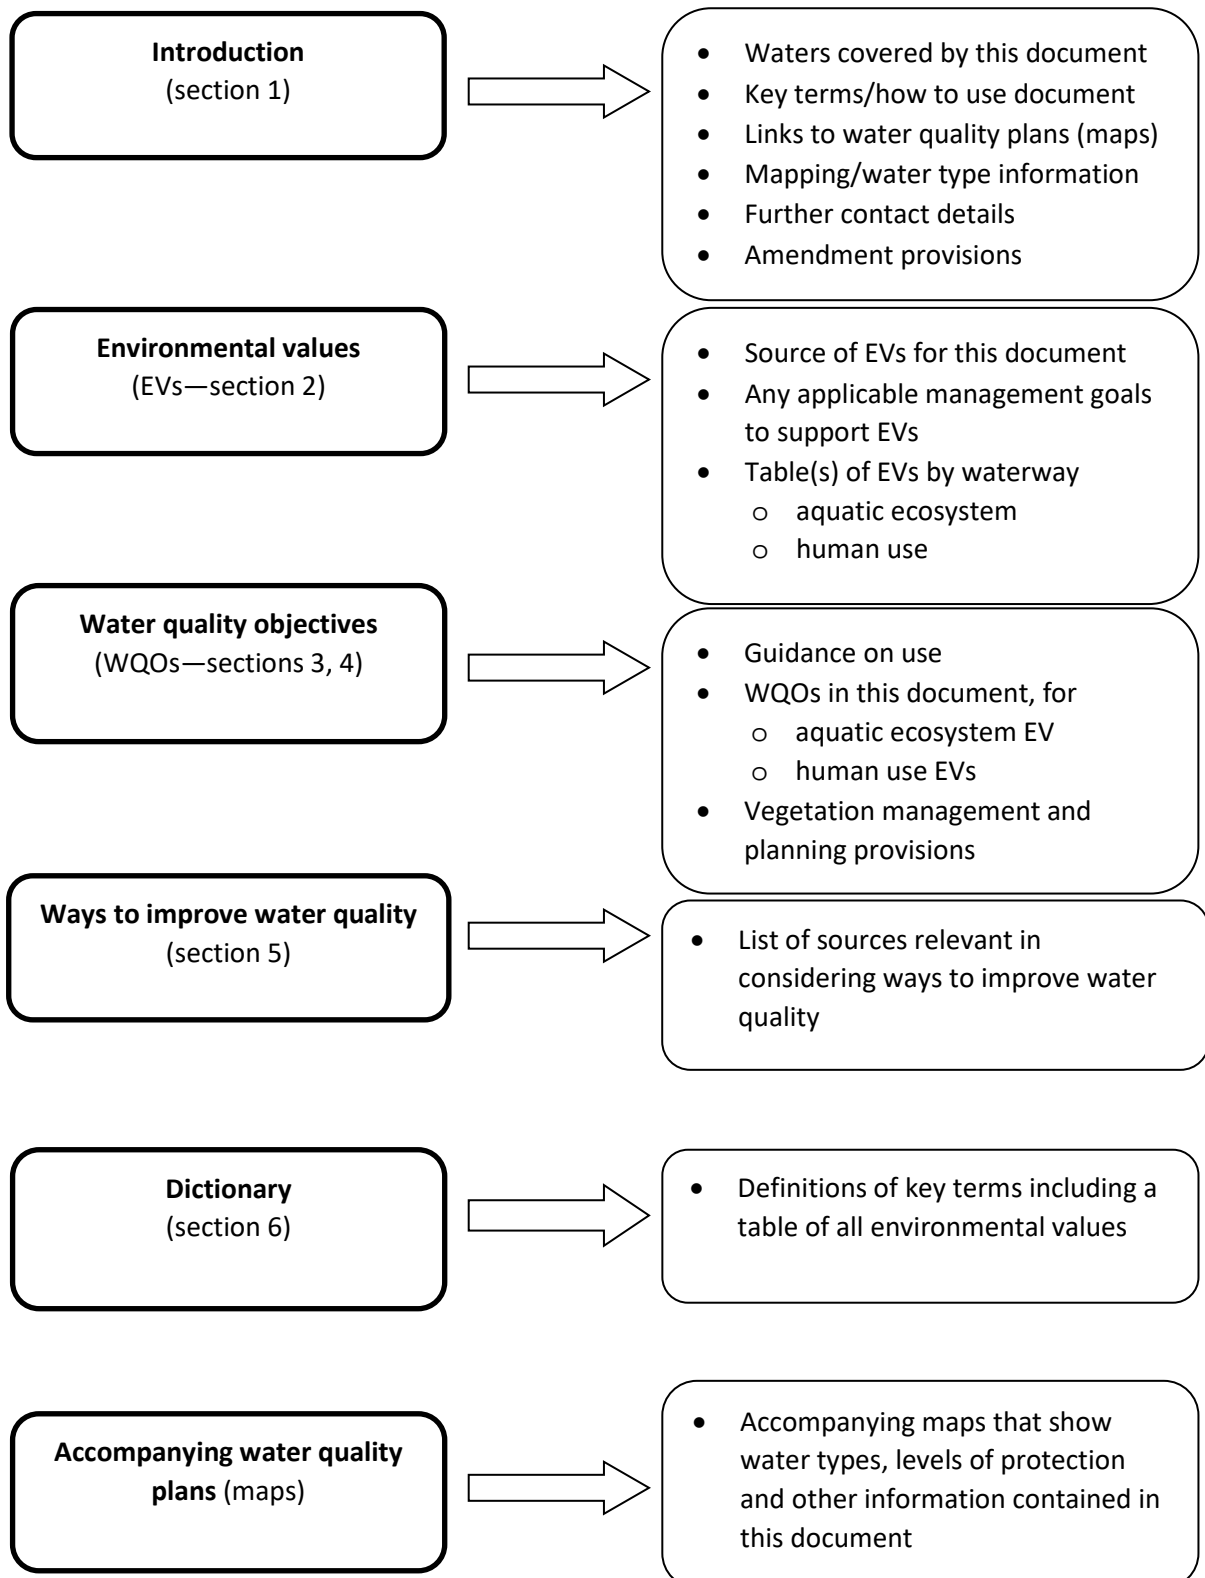 Introduction
(section 1)
• Waters covered by this document
• Key terms/how to use document
• Links to water quality plans (maps)
• Mapping/water type information
• Further contact details
• Amendment provisions
Environmental values
(EVs—section 2)
• Source of EVs for this document
• Any applicable management goals
to support EVs
• Table(s) of EVs by waterway
o aquatic ecosystem
o human use
Water quality objectives
(WQOs—sections 3, 4)
• Guidance on use
• WQOs in this document, for
o aquatic ecosystem EV
o human use EVs
• Vegetation management and
planning provisions
Ways to improve water quality
(section 5)
• List of sources relevant in
considering ways to improve water
quality
Dictionary
(section 6)
• Definitions of key terms including a
table of all environmental values
Accompanying water quality
plans (maps)
• Accompanying maps that show
water types, levels of protection
and other information contained in
this document